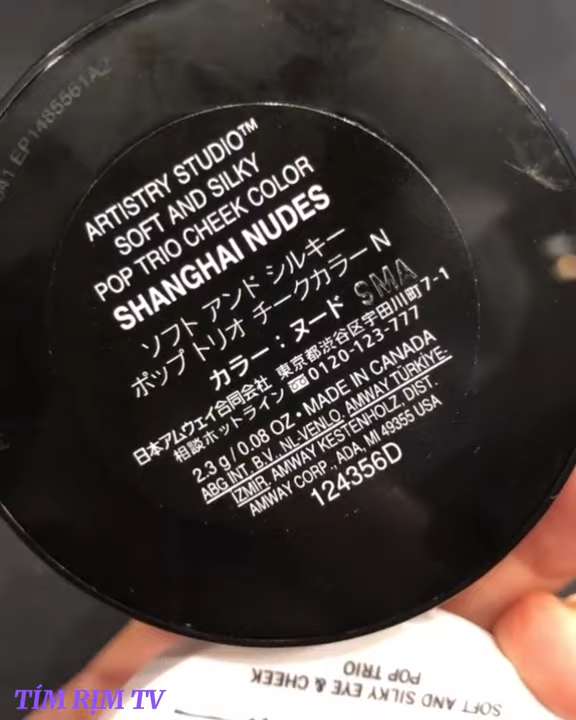 041 EP1485561AZ
ARTISTRY STUDIO™
SOFT AND SILKY
POP TRIO CHEEK COLOR
SHANGHAI NUDES
ソフト アンド シルキー
ポップ トリオ チークカラー N
カラー：ヌード SMA
日本アムウェイ合同会社 東京都渋谷区宇田川町7-1
相談ホットライン 0120-123-777
2.3 g / 0.08 OZ • MADE IN CANADA
ABG INT. B.V., NL-VENLO. AMWAY TÜRKİYE-
İZMİR. AMWAY KESTENHOLZ, DIST.
AMWAY CORP., ADA, MI 49355 USA
124356D
SOFT AND SILKY EYE & CHEEK
POP TRIO
TÍM RỊM TV